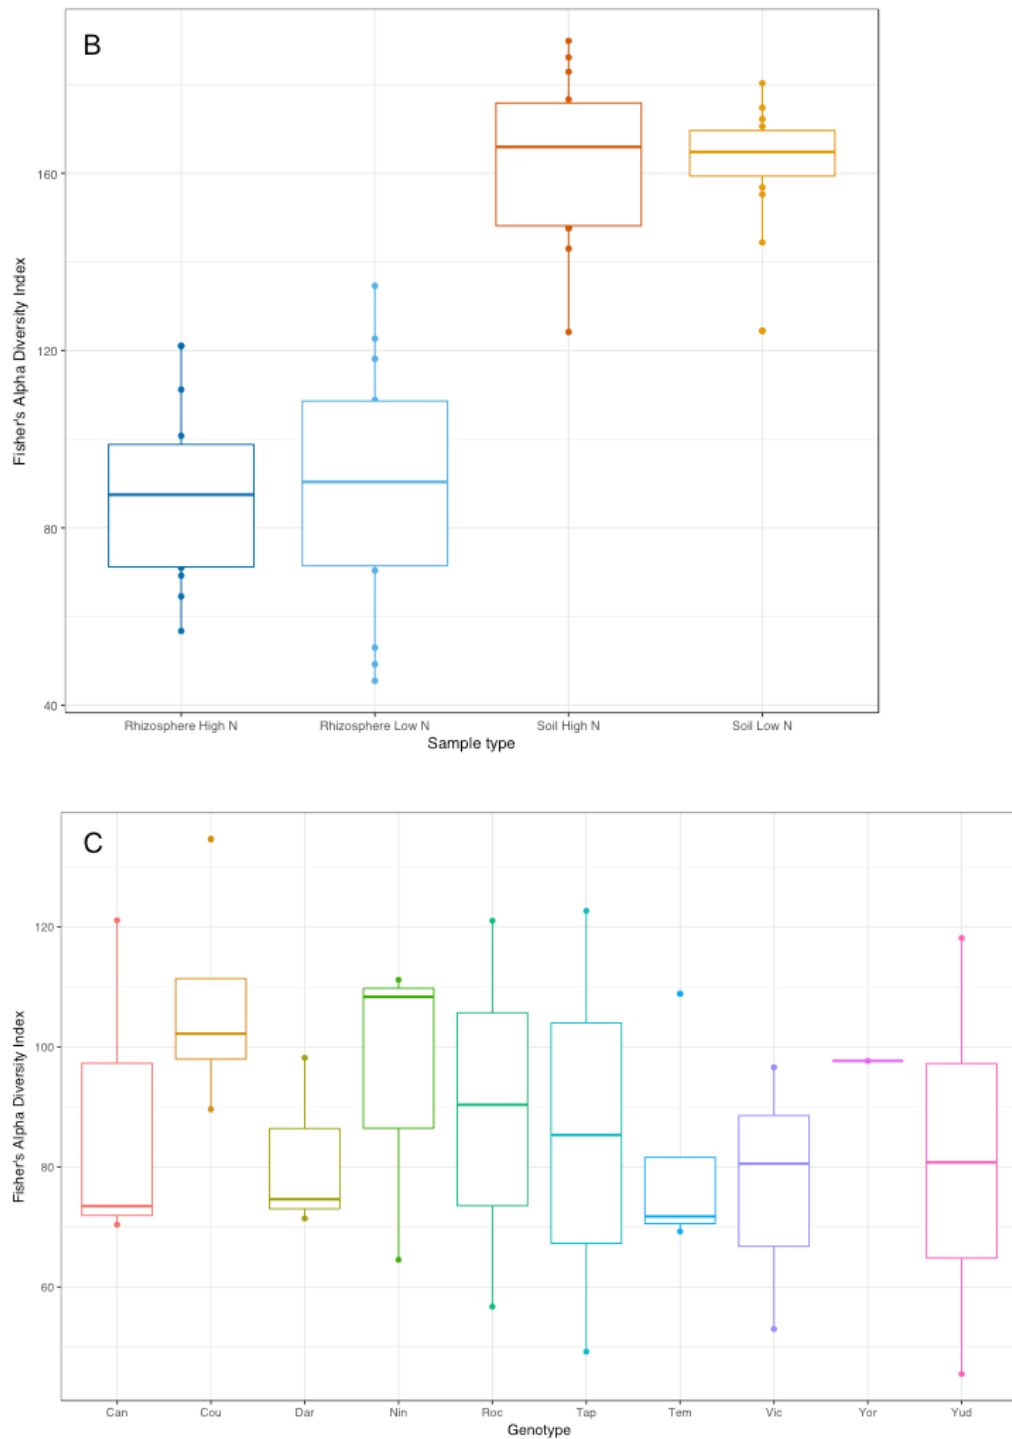 B
Fisher's Alpha Diversity Index
160
120
80
40
Rhizosphere High N Rhizosphere Low N Soil High N Soil Low N
Sample type
C
Fisher's Alpha Diversity Index
120
100
80
60
Can Cou Dar Nin Roc Tap Tem Vic Yor Yud
Genotype